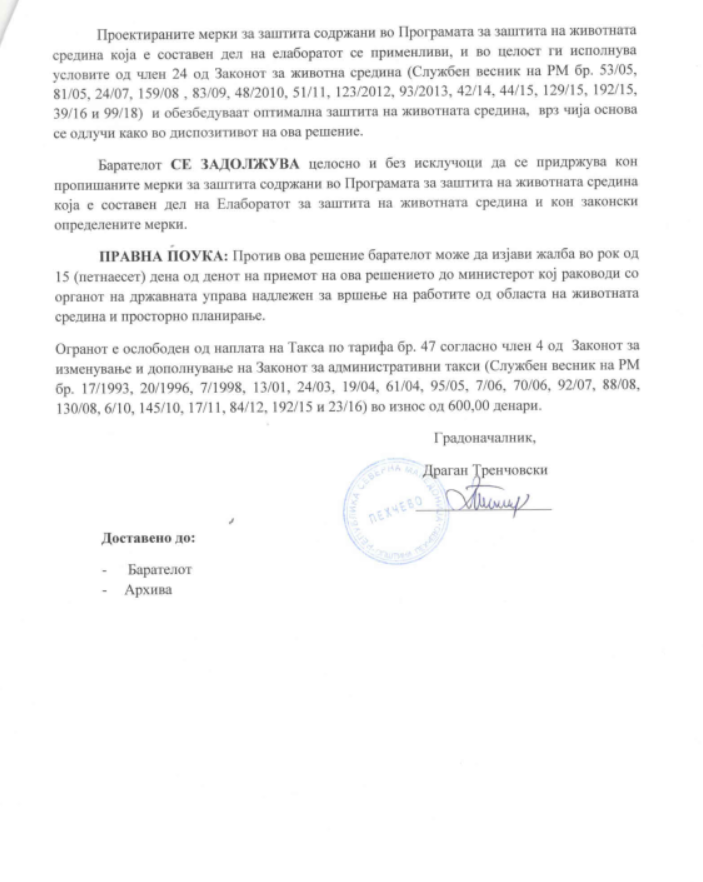 Проектираните мерки за заштита содржани во Програмата за заштита на животната
средина која е составен дел на елаборатот се применливи, и во целост ги исполнува
условите од член 24 од Законот за животна средина (Службен весник на РМ бр. 53/05,
81/05, 24/07, 159/08 , 83/09, 48/2010, 51/11, 123/2012, 93/2013, 42/14, 44/15, 129/15, 192/15,
39/16 и 99/18) и обезбедуваат оптимална заштита на животната средина, врз чија основа
се одлучи како во диспозитивот на ова решение.
Барателот СЕ ЗАДОЛЖУВА целосно и без исклучоци да се придржува кон
пропишаните мерки за заштита содржани во Програмата за заштита на животната средина
која е составен дел на Елаборатот за заштита на животната средина и кон законски
определените мерки.
ПРАВНА ПОУКА: Против ова решение барателот може да изјави жалба во рок од
15 (петнаесет) дена од денот на приемот на ова решението до министерот кој раководи со
органот на државната управа надлежен за вршење на работите од областа на животната
средина и просторно планирање.
Огранот е ослободен од наплата на Такса по тарифа бр. 47 согласно член 4 од Законот за
изменување и дополнување на Законот за административни такси (Службен весник на РМ
бр. 17/1993, 20/1996, 7/1998, 13/01, 24/03, 19/04, 61/04, 95/05, 7/06, 70/06, 92/07, 88/08,
130/08, 6/10, 145/10, 17/11, 84/12, 192/15 и 23/16) во износ од 600,00 денари.
Градоначалник,
Драган Тренчовски
РЕПУБЛИКА СЕВЕРНА МАКЕДОНИЈА
ПЕХЧЕВО
Доставено до:
- Барателот
- Архива